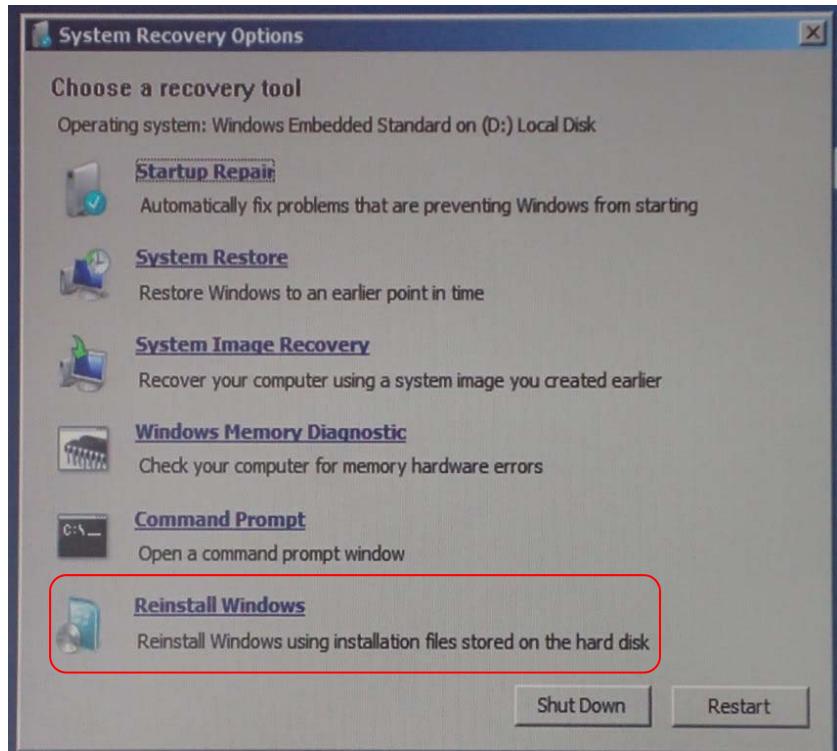 System Recovery Options
Choose a recovery tool
Operating system: Windows Embedded Standard on (D:) Local Disk
Startup Repair
Automatically fix problems that are preventing Windows from starting
System Restore
Restore Windows to an earlier point in time
System Image Recovery
Recover your computer using a system image you created earlier
Windows Memory Diagnostic
Check your computer for memory hardware errors
C:\_
Command Prompt
Open a command prompt window
Reinstall Windows
Reinstall Windows using installation files stored on the hard disk
Shut Down Restart